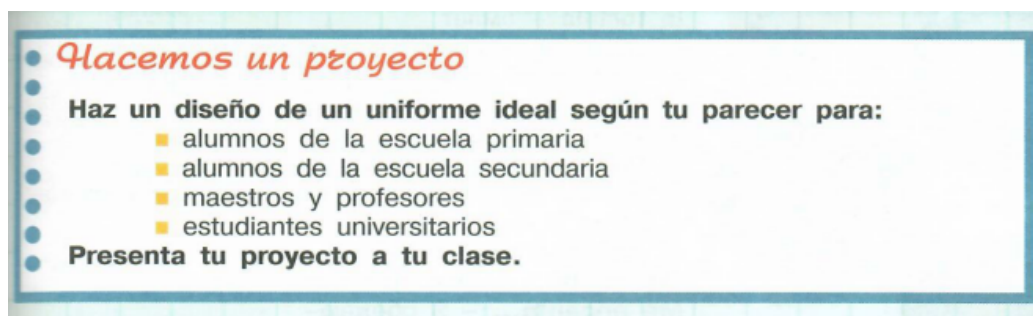 Hacemos un proyecto
Haz un diseño de un uniforme ideal según tu parecer para:
alumnos de la escuela primaria
alumnos de la escuela secundaria
maestros y profesores
estudiantes universitarios
Presenta tu proyecto a tu clase.